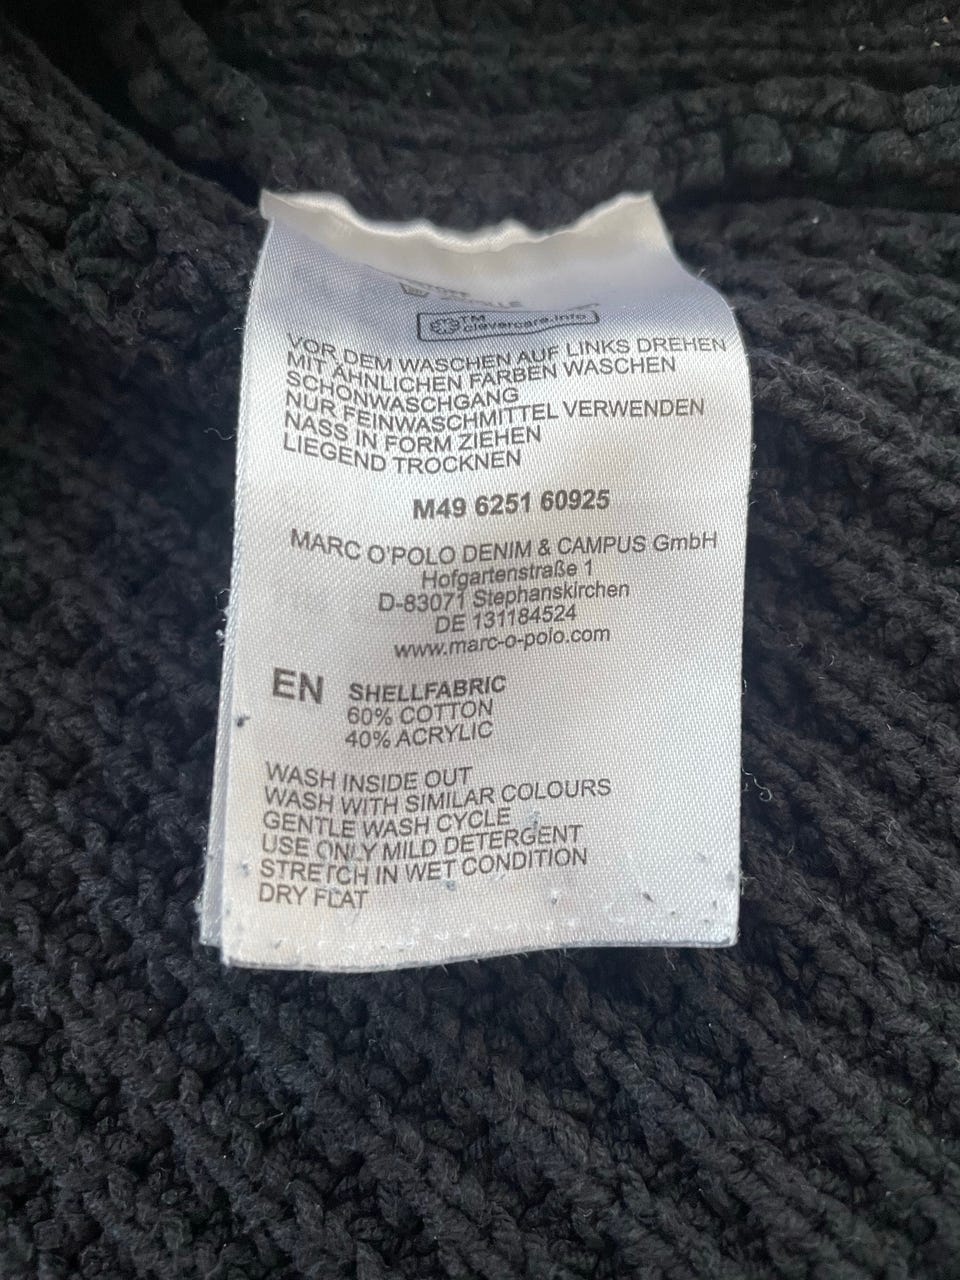 TM
clevercare.info
VOR DEM WASCHEN AUF LINKS DREHEN
MIT ÄHNLICHEN FARBEN WASCHEN
SCHONWASCHGANG
NUR FEINWASCHMITTEL VERWENDEN
NASS IN FORM ZIEHEN
LIEGEND TROCKNEN
M49 6251 60925
MARC O'POLO DENIM & CAMPUS GmbH
Hofgartenstraße 1
D-83071 Stephanskirchen
DE 131184524
www.marc-o-polo.com
EN SHELLFABRIC
60% COTTON
40% ACRYLIC
WASH INSIDE OUT
WASH WITH SIMILAR COLOURS
GENTLE WASH CYCLE
USE ONLY MILD DETERGENT
STRETCH IN WET CONDITION
DRY FLAT